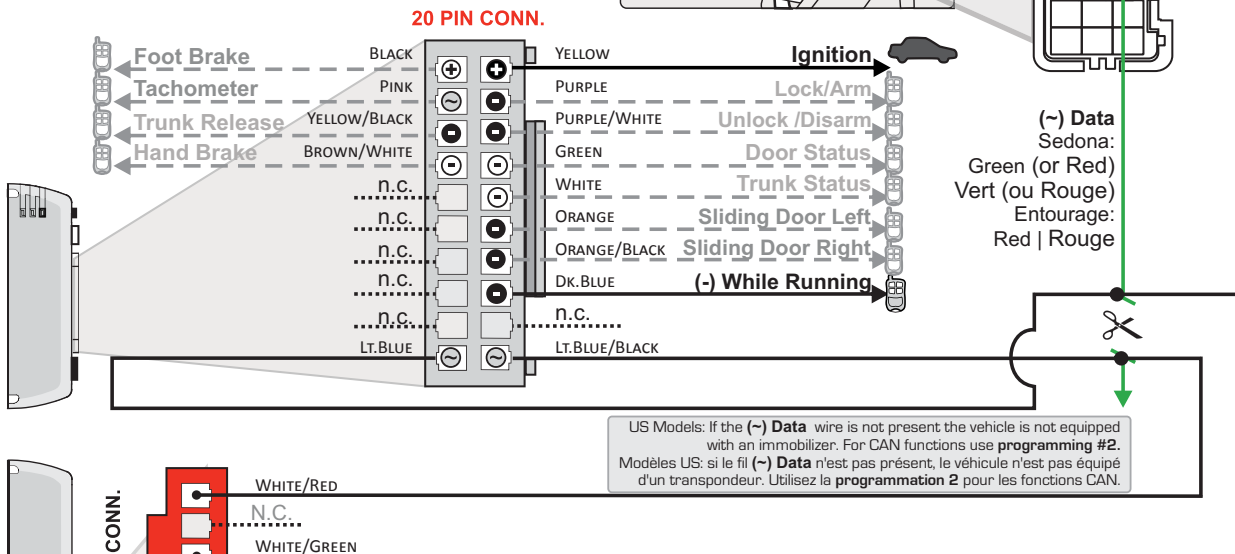 20 PIN CONN.
Foot Brake BLACK YELLOW Ignition
Tachometer PINK PURPLE Lock/Arm
Trunk Release YELLOW/BLACK PURPLE/WHITE Unlock /Disarm
Hand Brake BROWN/WHITE GREEN Door Status
n.c. WHITE Trunk Status
n.c. ORANGE Sliding Door Left
n.c. ORANGE/BLACK Sliding Door Right
n.c. DK.BLUE (-) While Running
n.c. n.c.
LT.BLUE LT.BLUE/BLACK
(~) Data
Sedona:
Green (or Red)
Vert (ou Rouge)
Entourage:
Red | Rouge
US Models: If the (~) Data wire is not present the vehicle is not equipped
with an immobilizer. For CAN functions use programming #2.
Modèles US: si le fil (~) Data n'est pas présent, le véhicule n'est pas équipé
d'un transpondeur. Utilisez la programmation 2 pour les fonctions CAN.
CONN.
WHITE/RED
N.C.
WHITE/GREEN